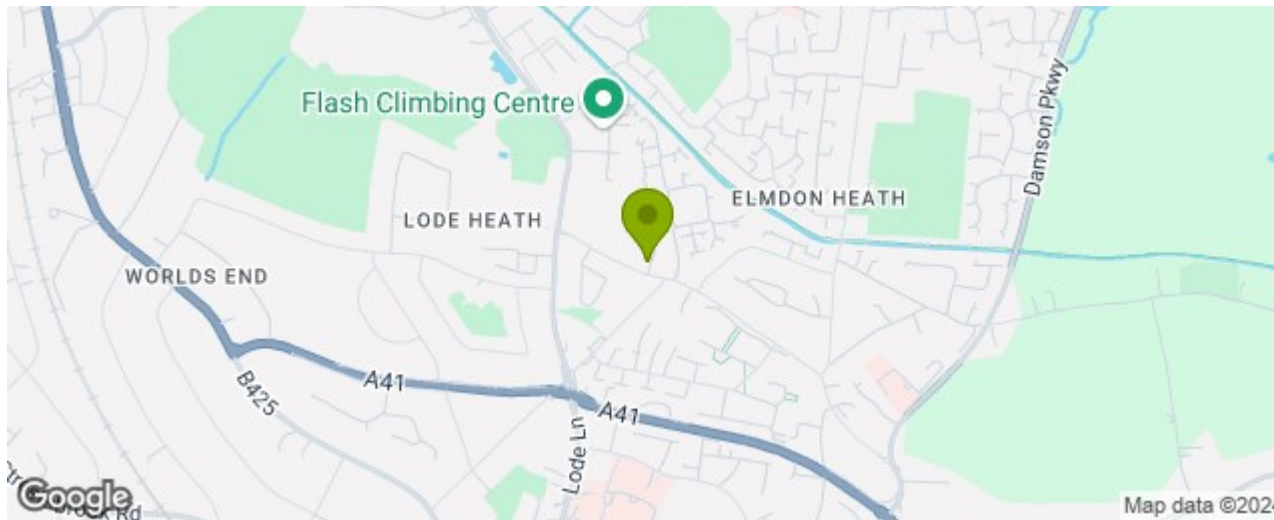 Flash Climbing Centre
Damson Pkwy
ELMDON HEATH
LODE HEATH
WORLDS END
A41
B425
A41
Lode Ln
Rd
Google
Map data ©2024